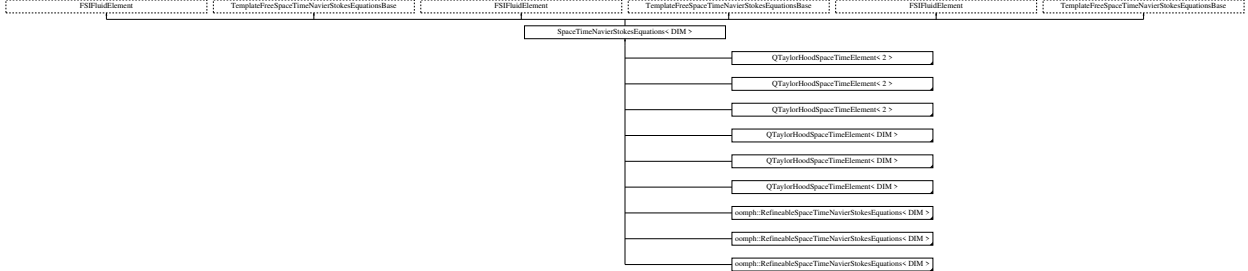 FSIFluidElement
TemplateFreeSpaceTimeNavierStokesEquationsBase
FSIFluidElement
TemplateFreeSpaceTimeNavierStokesEquationsBase
FSIFluidElement
TemplateFreeSpaceTimeNavierStokesEquationsBase
SpaceTimeNavierStokesEquations< DIM >
QTaylorHoodSpaceTimeElement< 2 >
QTaylorHoodSpaceTimeElement< 2 >
QTaylorHoodSpaceTimeElement< 2 >
QTaylorHoodSpaceTimeElement< DIM >
QTaylorHoodSpaceTimeElement< DIM >
QTaylorHoodSpaceTimeElement< DIM >
oomph::RefineableSpaceTimeNavierStokesEquations< DIM >
oomph::RefineableSpaceTimeNavierStokesEquations< DIM >
oomph::RefineableSpaceTimeNavierStokesEquations< DIM >